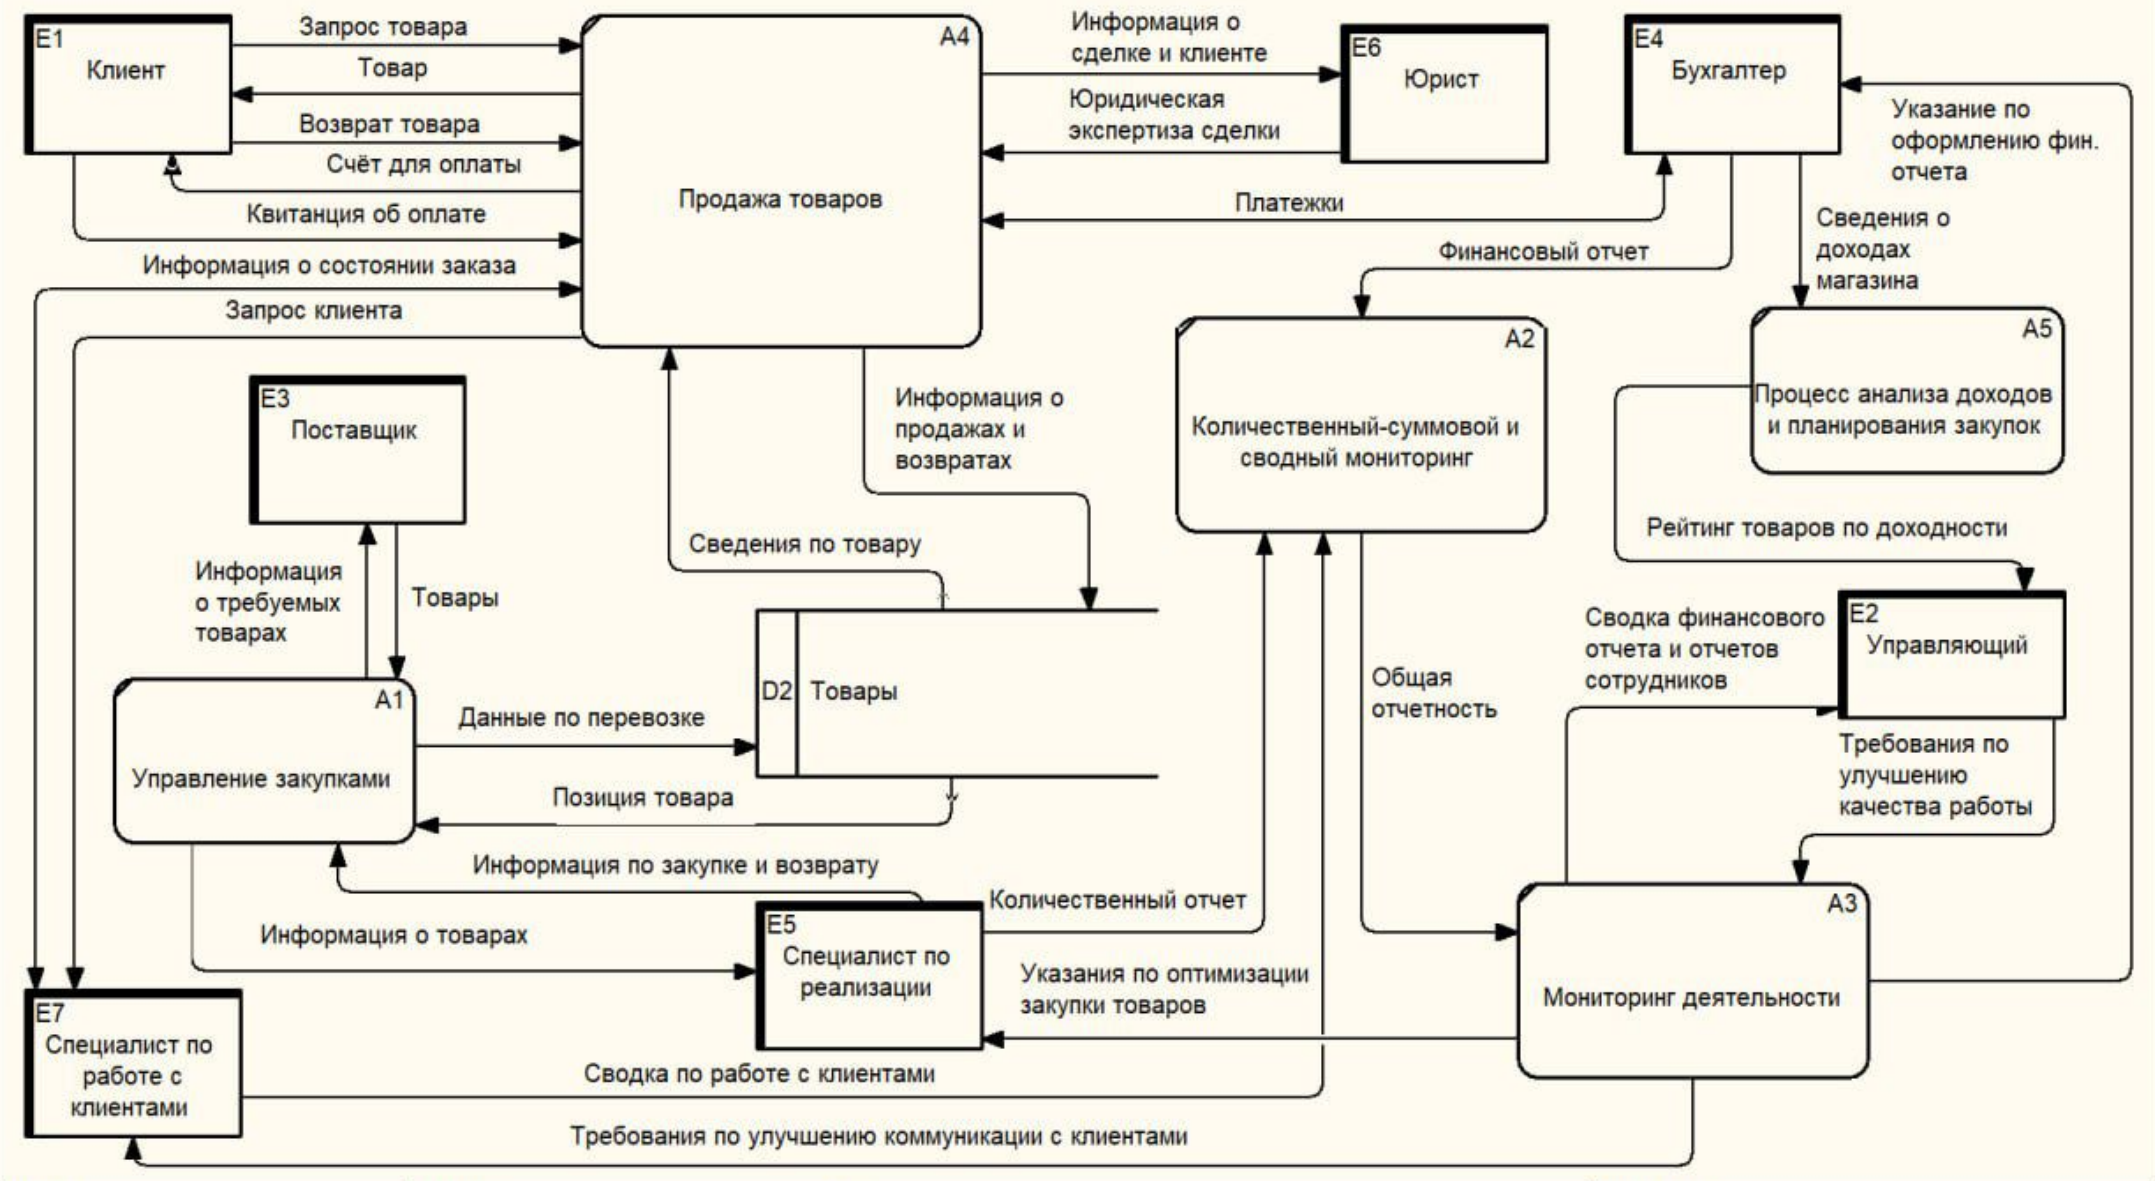 E1
Клиент
Запрос товара
Товар
Возврат товара
Счёт для оплаты
Квитанция об оплате
Информация о состоянии заказа
Запрос клиента
A4
Продажа товаров
Информация о
сделке и клиенте
Юридическая
экспертиза сделки
E6
Юрист
E4
Бухгалтер
Указание по
оформлению фин.
отчета
Платежки
Финансовый отчет
Сведения о
доходах
магазина
E3
Поставщик
Информация о
продажах и
возвратах
A2
Количественный-суммовой и
сводный мониторинг
A5
Процесс анализа доходов
и планирования закупок
Рейтинг товаров по доходности
Сведения по товару
Информация
о требуемых
товарах
Товары
E2
Управляющий
Сводка финансового
отчета и отчетов
сотрудников
Общая
отчетность
A1
Управление закупками
Данные по перевозке
D2
Товары
Позиция товара
Требования по
улучшению
качества работы
Информация по закупке и возврату
Количественный отчет
Информация о товарах
E5
Специалист по
реализации
Указания по оптимизации
закупки товаров
A3
Мониторинг деятельности
E7
Специалист по
работе с
клиентами
Сводка по работе с клиентами
Требования по улучшению коммуникации с клиентами